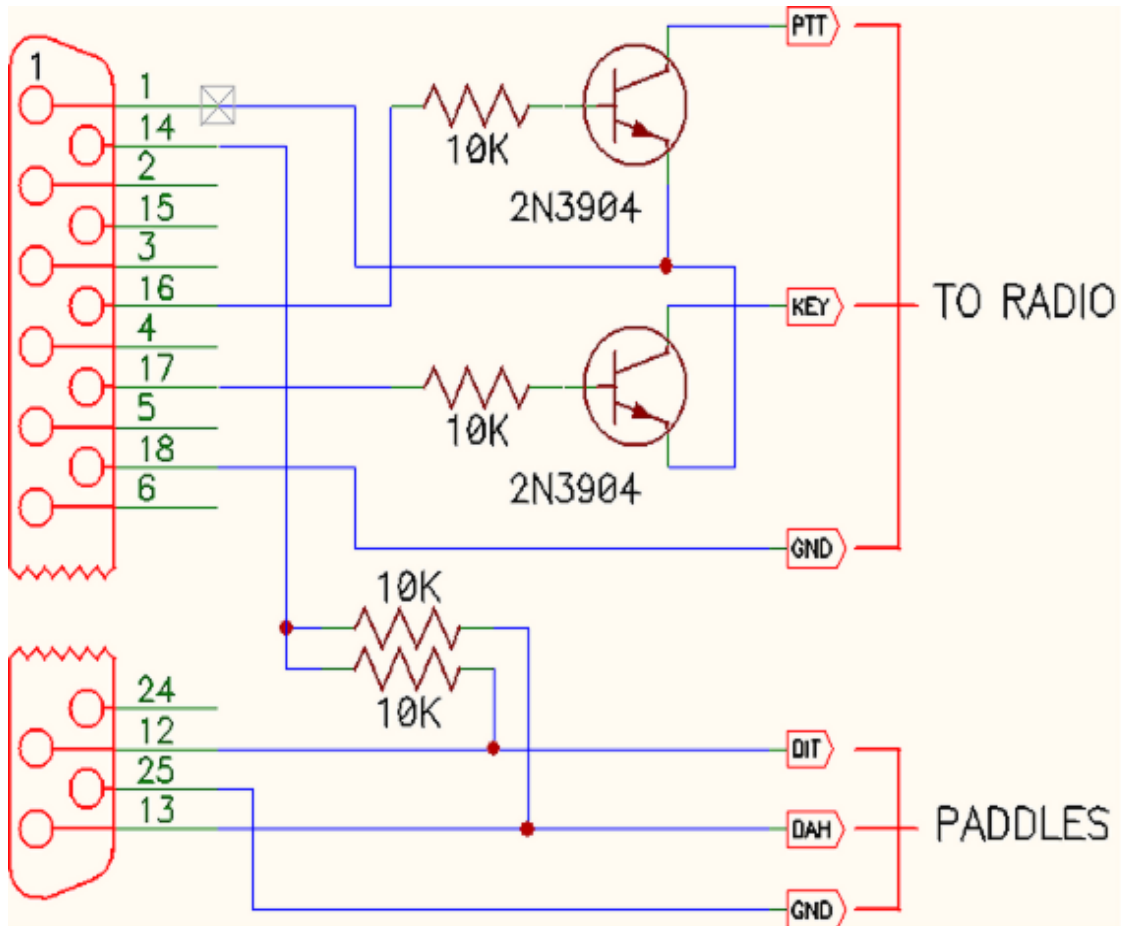 PTT
1
1
14
10K
2
2N3904
15
3
16
KEY
TO RADIO
4
17
10K
5
18
2N3904
6
GND
10K
24
10K
12
DIT
25
13
DAH
PADDLES
GND